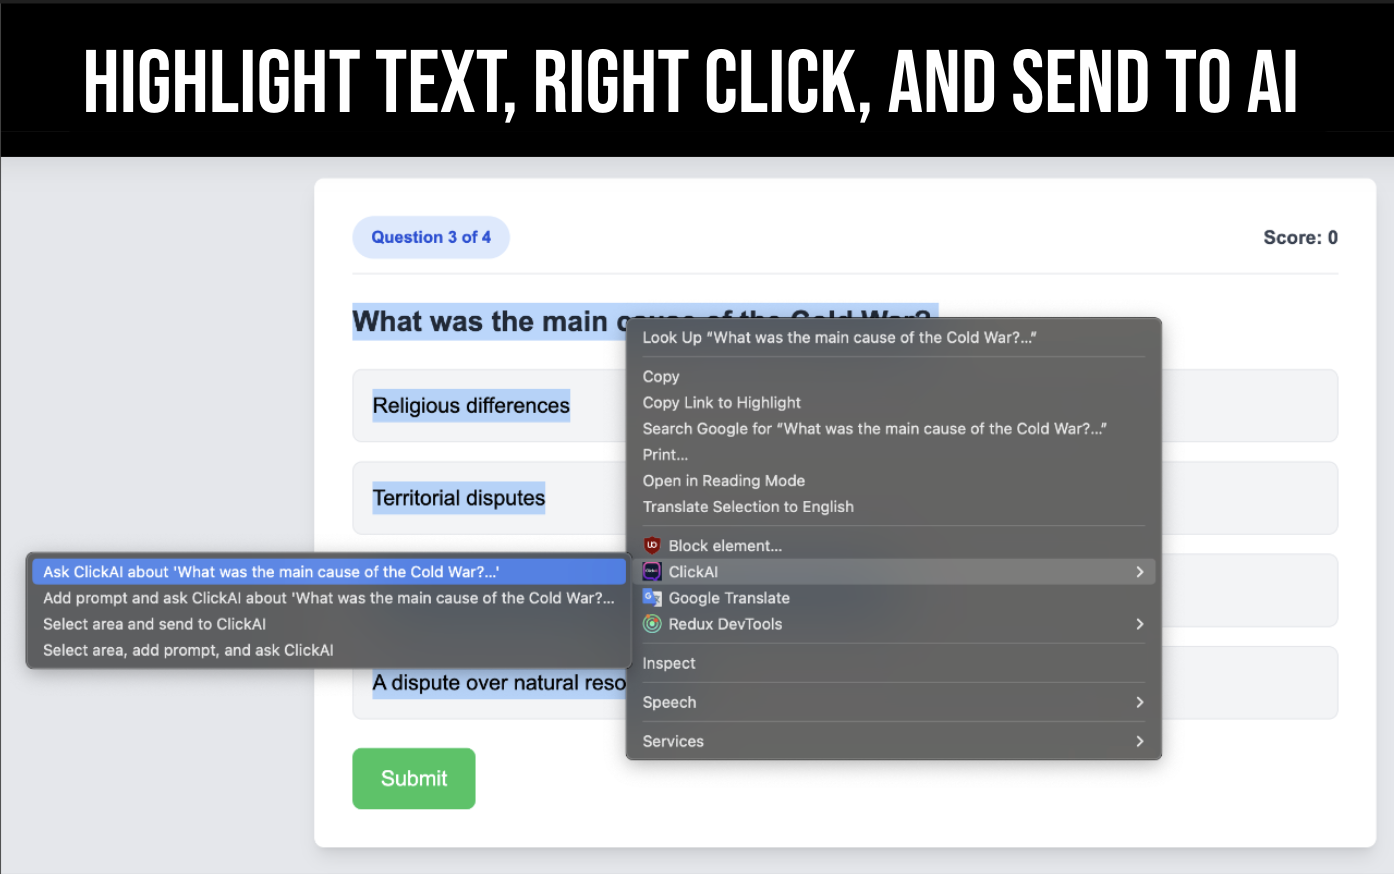 HIGHLIGHT TEXT, RIGHT CLICK, AND SEND TO AI
Question 3 of 4
Score: 0
What was the main cause of the Cold War?
Religious differences
Territorial disputes
A dispute over natural reso
Submit
Look Up “What was the main cause of the Cold War?...”
Copy
Copy Link to Highlight
Search Google for “What was the main cause of the Cold War?...”
Print...
Open in Reading Mode
Translate Selection to English
Block element...
ClickAI
Google Translate
Redux DevTools
Inspect
Speech
Services
Ask ClickAI about 'What was the main cause of the Cold War?...'
Add prompt and ask ClickAI about 'What was the main cause of the Cold War?...
Select area and send to ClickAI
Select area, add prompt, and ask ClickAI